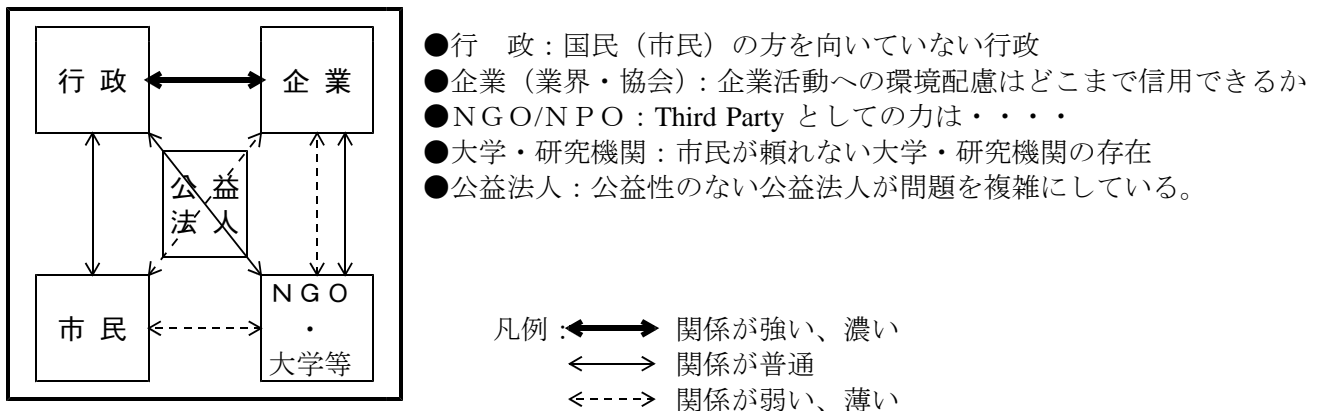 行 政
企 業
公 益
法 人
市 民
ＮＧＯ
・
大学等
●行　政：国民（市民）の方を向いていない行政
●企業（業界・協会）：企業活動への環境配慮はどこまで信用できるか
●ＮＧＯ/ＮＰＯ：Third Party としての力は・・・・
●大学・研究機関：市民が頼れない大学・研究機関の存在
●公益法人：公益性のない公益法人が問題を複雑にしている。
凡例：
関係が強い、濃い
関係が普通
関係が弱い、薄い